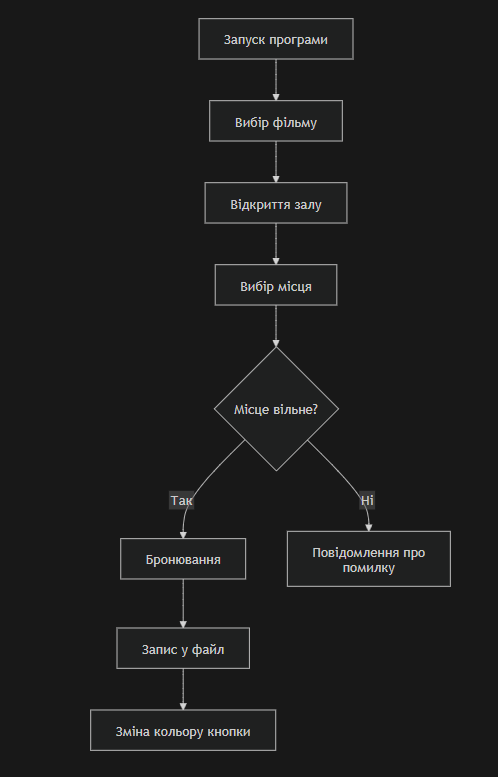 Запуск програми
Вибір фільму
Відкриття залу
Вибір місця
Місце вільне?
Так
Ні
Бронювання
Повідомлення про
помилку
Запис у файл
Зміна кольору кнопки